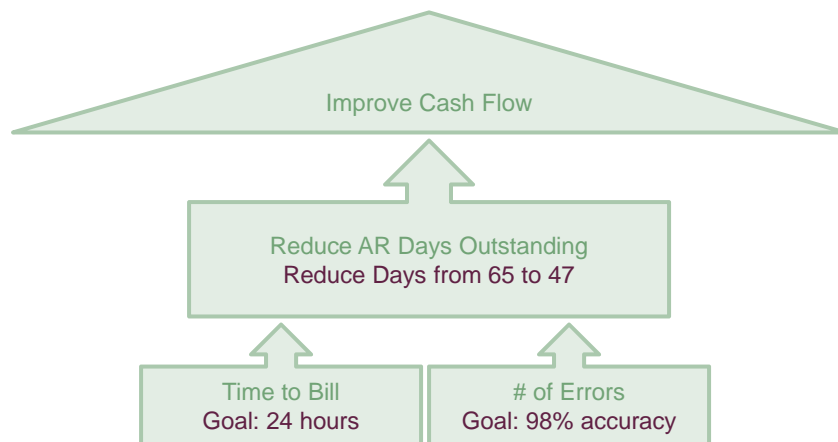 Improve Cash Flow
Reduce AR Days Outstanding
Reduce Days from 65 to 47
Time to Bill
Goal: 24 hours
# of Errors
Goal: 98% accuracy